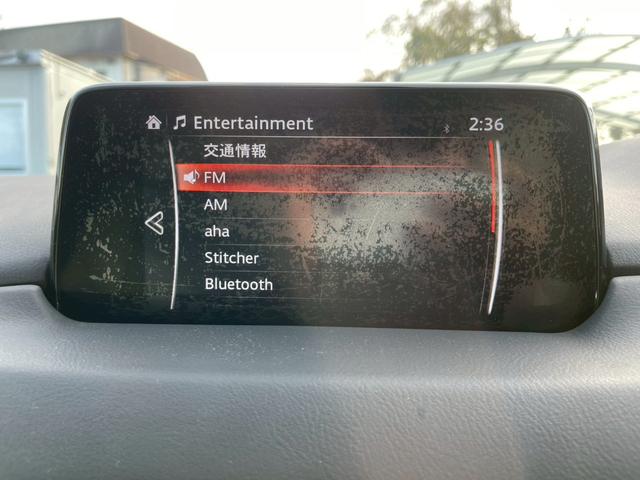 Entertainment 2:36
交通情報
FM
AM
aha
Stitcher
Bluetooth